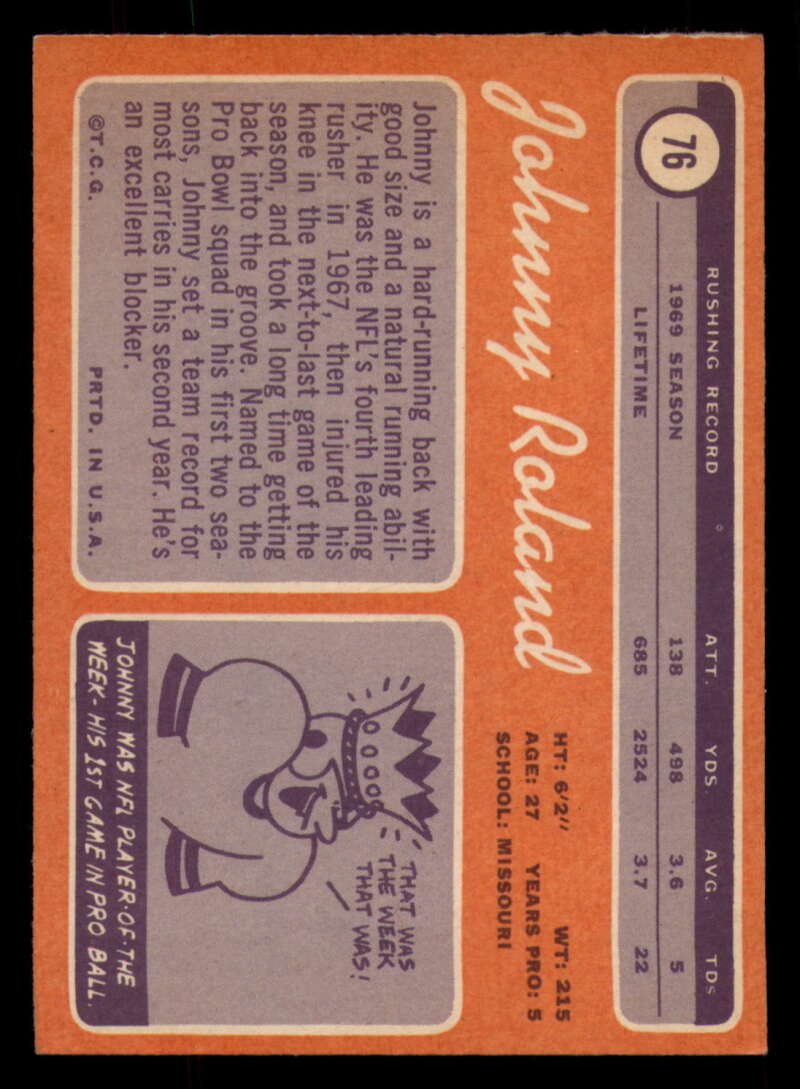 76
RUSHING RECORD ATT. YDS. AVG. TDS
1969 SEASON 138 498 3.6 5
LIFETIME 685 2524 3.7 22
Johnny Roland
HT: 6'2" WT: 215
AGE: 27 YEARS PRO: 5
SCHOOL: MISSOURI
Johnny is a hard-running back with
good size and a natural running abil-
ity. He was the NFL's fourth leading
rusher in 1967, then injured his
knee in the next-to-last game of the
season, and took a long time getting
back into the groove. Named to the
Pro Bowl squad in his first two sea-
sons, Johnny set a team record for
most carries in his second year. He's
an excellent blocker.
©T.C.G. PRTD. IN U.S.A.
THAT WAS
THE WEEK
THAT WAS!
JOHNNY WAS NFL PLAYER-OF-THE
WEEK- HIS 1ST GAME IN PRO BALL.